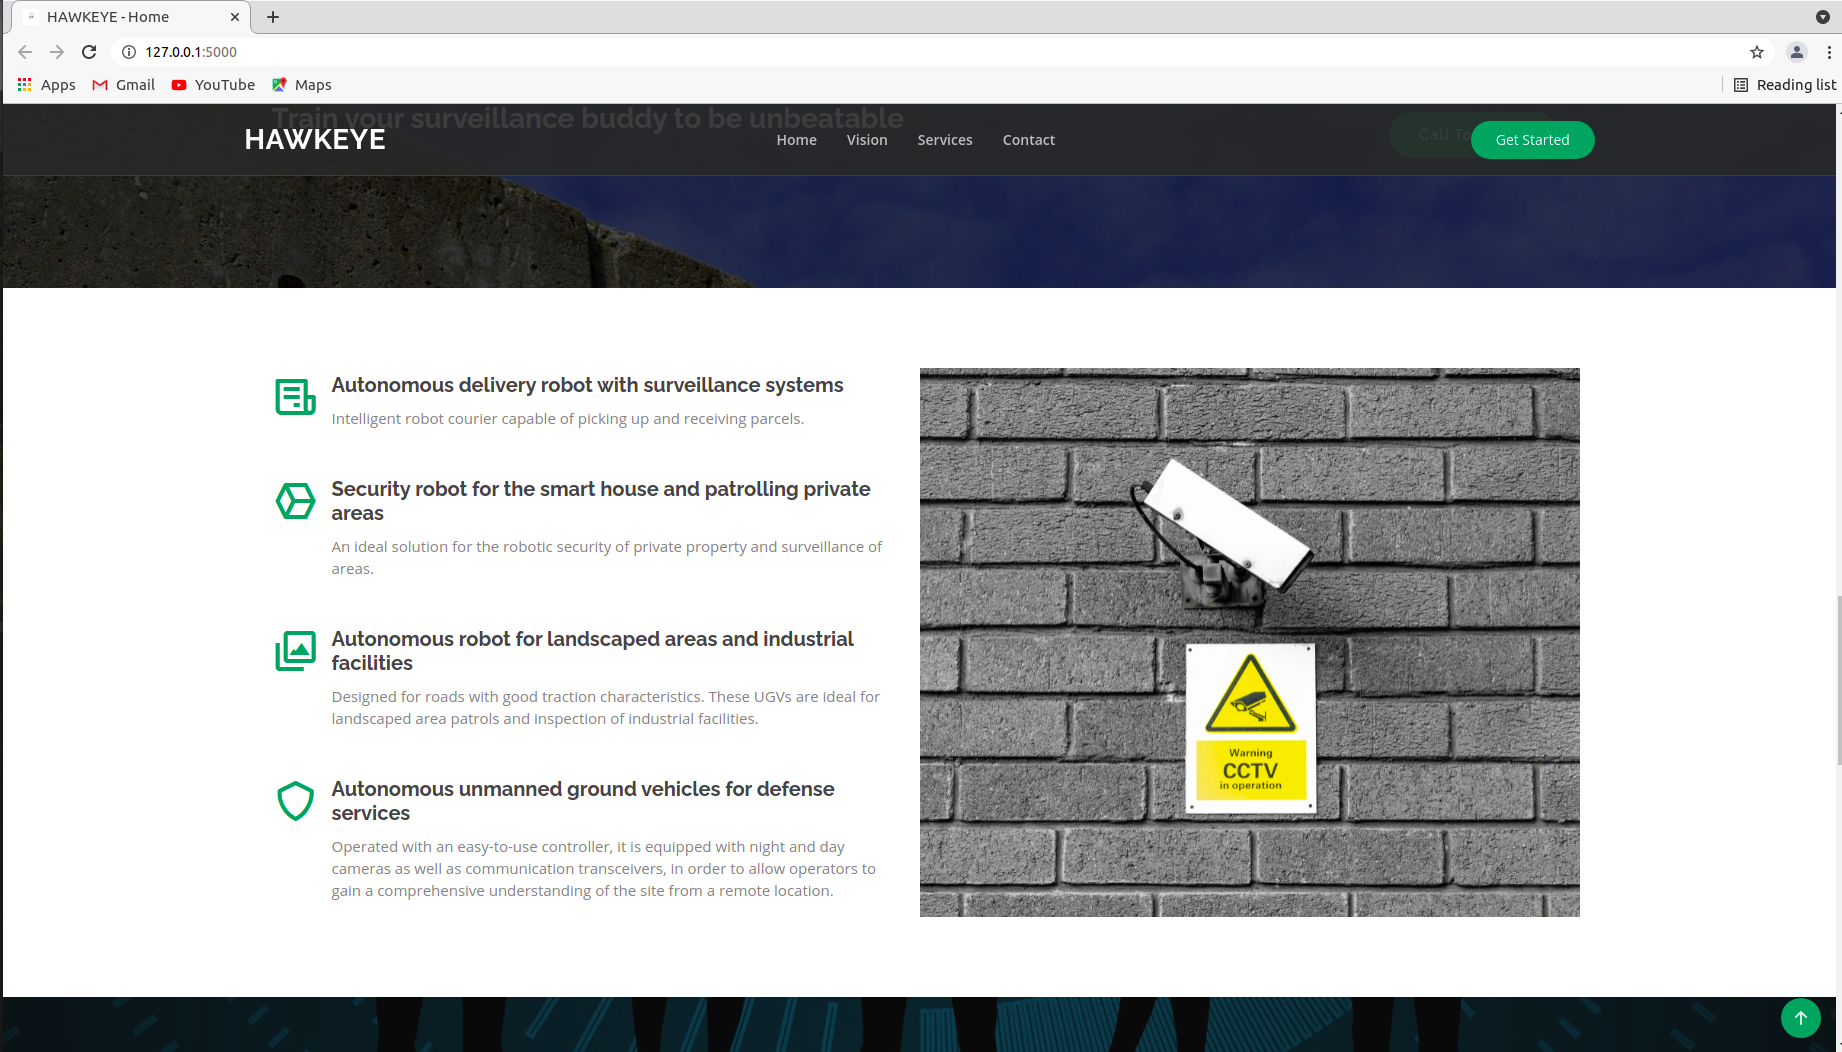 HAWKEYE - Home
127.0.0.1:5000
Apps Gmail YouTube Maps Reading list
Train your surveillance buddy to be unbeatable
HAWKEYE Home Vision Services Contact Call To Get Started
Autonomous delivery robot with surveillance systems
Intelligent robot courier capable of picking up and receiving parcels.
Security robot for the smart house and patrolling private
areas
An ideal solution for the robotic security of private property and surveillance of
areas.
Autonomous robot for landscaped areas and industrial
facilities
Designed for roads with good traction characteristics. These UGVs are ideal for
landscaped area patrols and inspection of industrial facilities.
Autonomous unmanned ground vehicles for defense
services
Operated with an easy-to-use controller, it is equipped with night and day
cameras as well as communication transceivers, in order to allow operators to
gain a comprehensive understanding of the site from a remote location.
Warning
CCTV
in operation